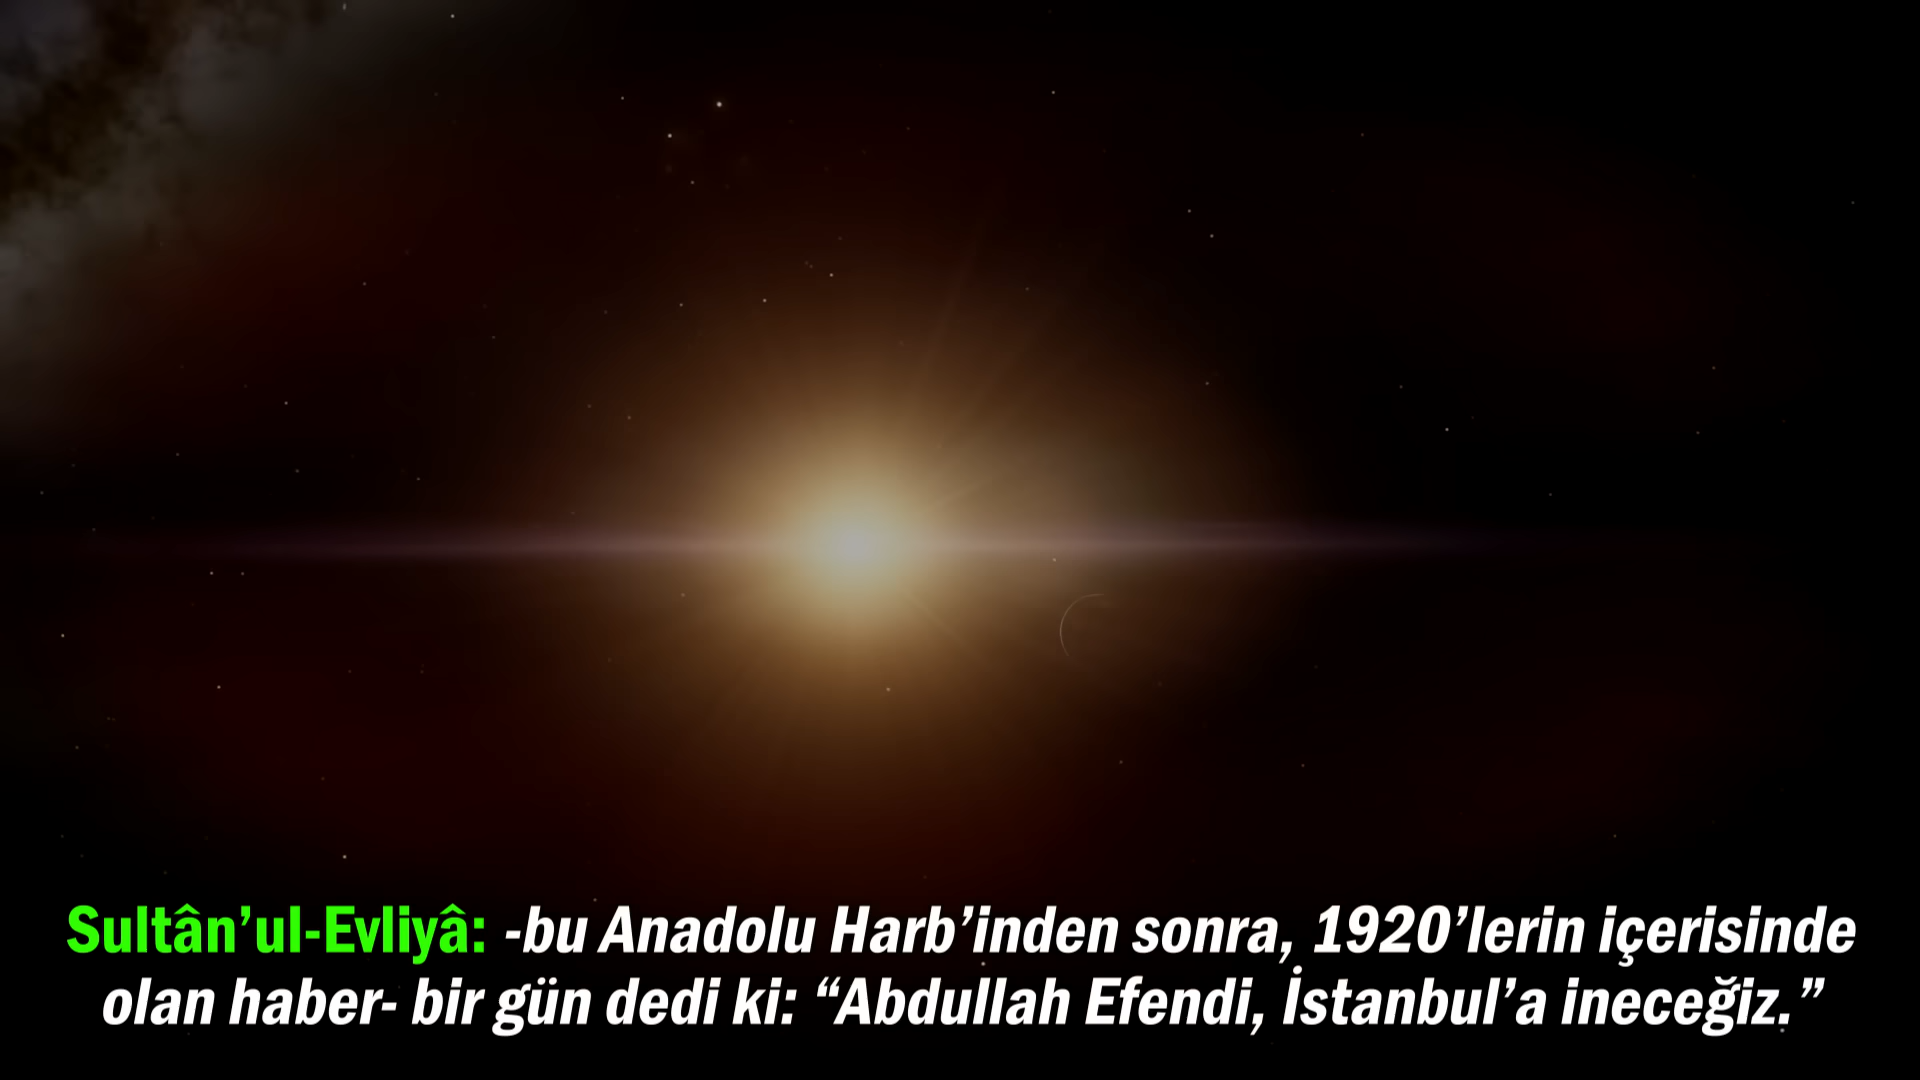 Sultân’ul-Evliyâ: -bu Anadolu Harb’inden sonra, 1920’lerin içerisinde
olan haber- bir gün dedi ki: “Abdullah Efendi, İstanbul’a ineceğiz.”